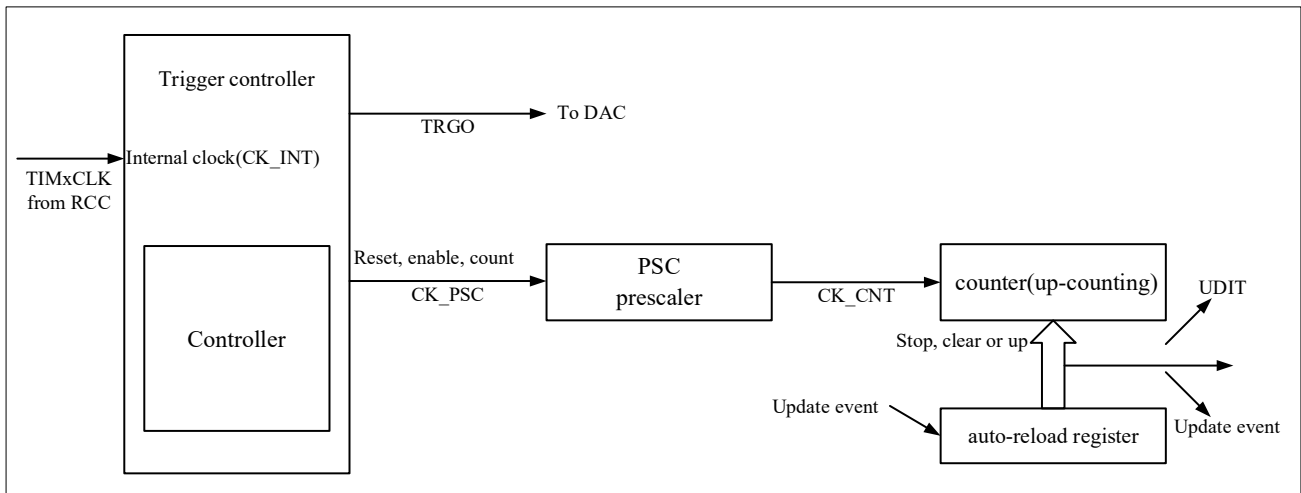 Trigger controller
TRGO
To DAC
Internal clock(CK_INT)
TIMxCLK
from RCC
Controller
Reset, enable, count
CK_PSC
PSC
prescaler
CK_CNT
counter(up-counting)
UDIT
Stop, clear or up
Update event
auto-reload register
Update event